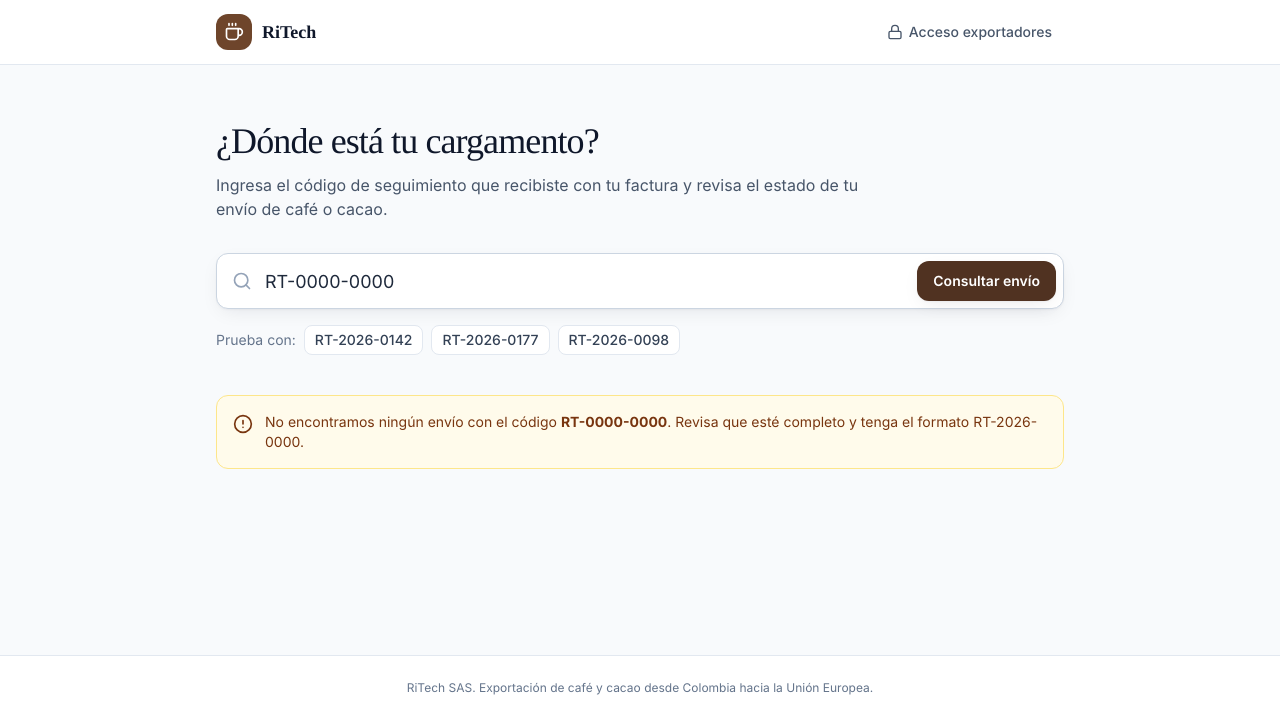 RiTech
Acceso exportadores
¿Dónde está tu cargamento?
Ingresa el código de seguimiento que recibiste con tu factura y revisa el estado de tu
envío de café o cacao.
RT-0000-0000
Consultar envío
Prueba con: RT-2026-0142 RT-2026-0177 RT-2026-0098
No encontramos ningún envío con el código RT-0000-0000. Revisa que esté completo y tenga el formato RT-2026-
0000.
RiTech SAS. Exportación de café y cacao desde Colombia hacia la Unión Europea.